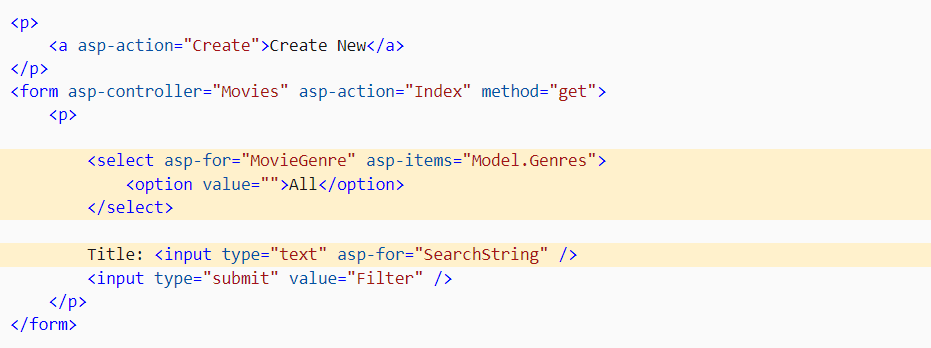 <p>
    <a asp-action="Create">Create New</a>
</p>
<form asp-controller="Movies" asp-action="Index" method="get">
    <p>
        <select asp-for="MovieGenre" asp-items="Model.Genres">
            <option value="">All</option>
        </select>
        Title: <input type="text" asp-for="SearchString" />
        <input type="submit" value="Filter" />
    </p>
</form>